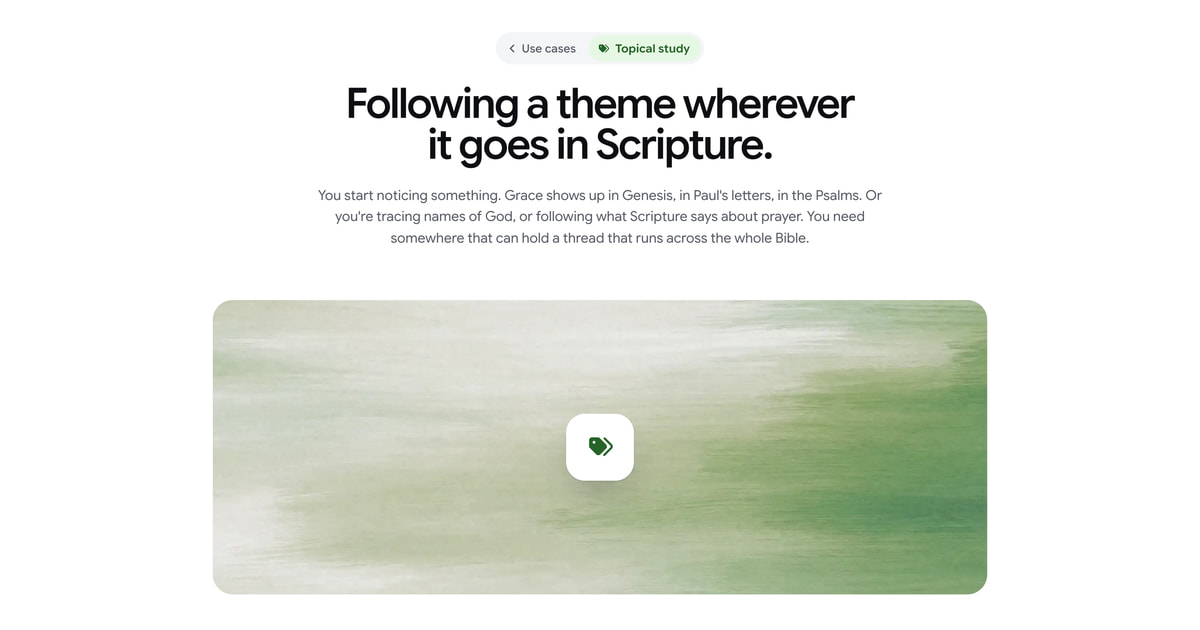 Use cases
Topical study
Following a theme wherever
it goes in Scripture.
You start noticing something. Grace shows up in Genesis, in Paul's letters, in the Psalms. Or
you're tracing names of God, or following what Scripture says about prayer. You need
somewhere that can hold a thread that runs across the whole Bible.